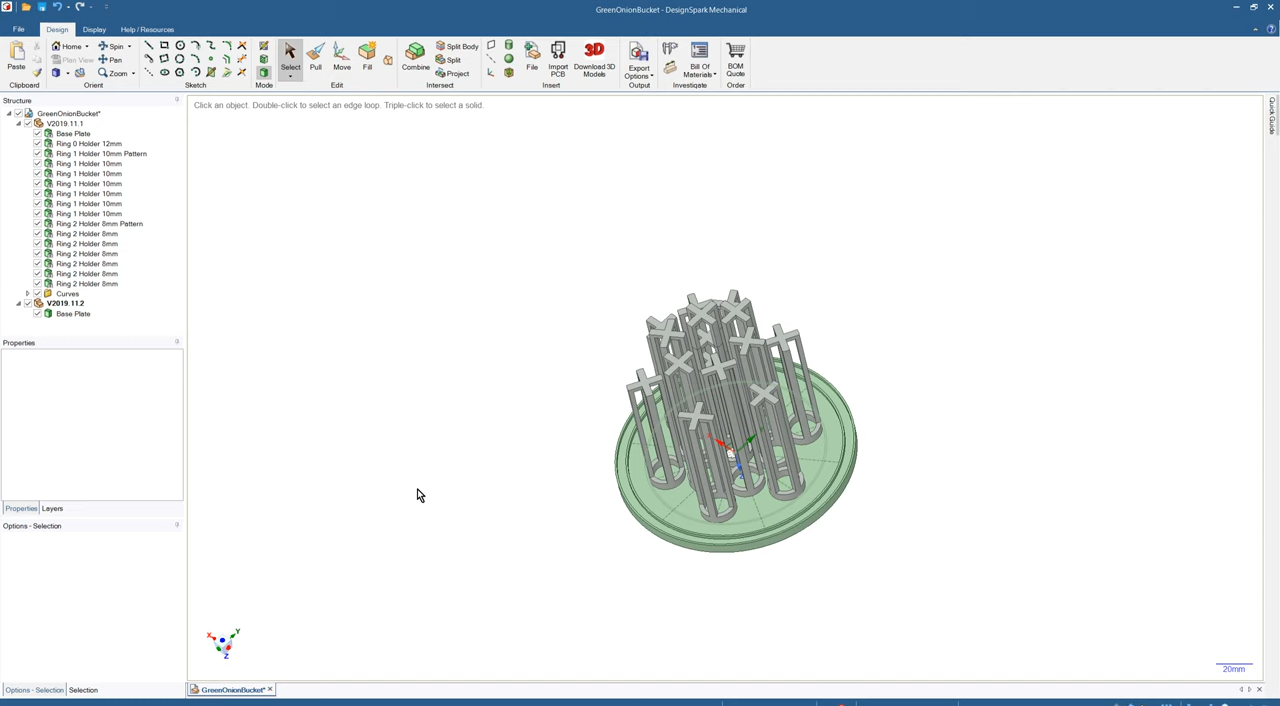 GreenOnionBucket - DesignSpark Mechanical
File Design Display Help / Resources
Home Spin Split Body
Plan View Pan Split
Zoom Project
Paste Select Pull Move Fill Combine File Import PCB Download 3D Models Export Options Bill Of Materials BOM Quote
Clipboard Orient Sketch Mode Edit Intersect Insert Output Investigate Order
Structure
Click an object. Double-click to select an edge loop. Triple-click to select a solid.
Quick Guide
GreenOnionBucket*
V2019.11.1
Base Plate
Ring 0 Holder 12mm
Ring 1 Holder 10mm Pattern
Ring 1 Holder 10mm
Ring 1 Holder 10mm
Ring 1 Holder 10mm
Ring 1 Holder 10mm
Ring 1 Holder 10mm
Ring 1 Holder 10mm
Ring 2 Holder 8mm Pattern
Ring 2 Holder 8mm
Ring 2 Holder 8mm
Ring 2 Holder 8mm
Ring 2 Holder 8mm
Ring 2 Holder 8mm
Ring 2 Holder 8mm
Curves
V2019.11.2
Base Plate
Properties
Properties Layers
Options - Selection
X Y
Z
20mm
Options - Selection Selection
GreenOnionBucket*